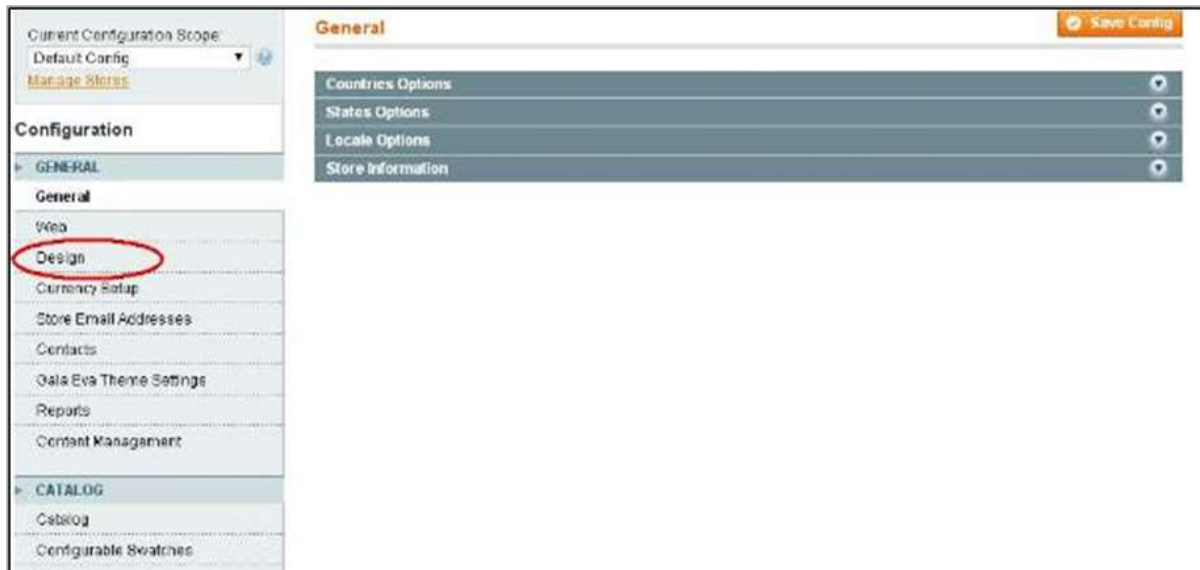 Current Configuration Scope:
Default Config
Manage Stores
Configuration
GENERAL
General
Web
Design
Currency Setup
Store Email Addresses
Contacts
Gala Eva Theme Settings
Reports
Content Management
CATALOG
Catalog
Configurable Swatches
General
Save Config
Countries Options
States Options
Locale Options
Store Information